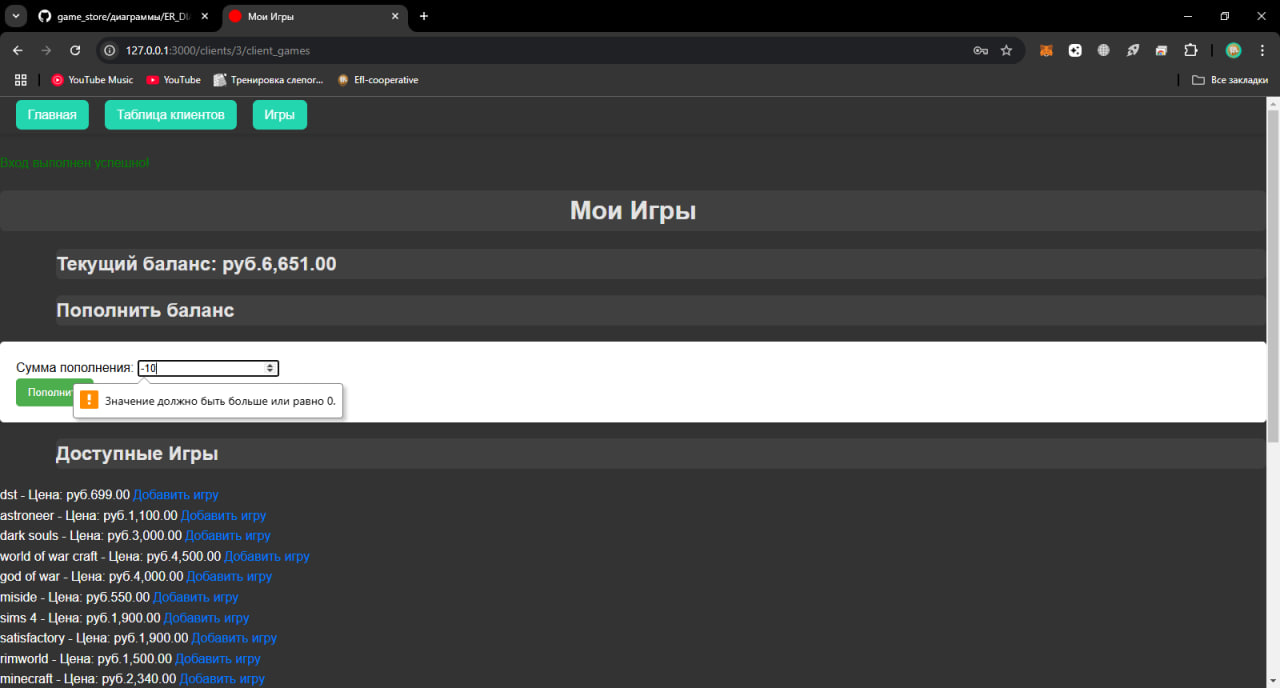 game_store/диаграммы/ER_DI
Мои Игры
127.0.0.1:3000/clients/3/client_games
YouTube Music
YouTube
Тренировка слепог...
Efl-cooperative
Все закладки
Главная
Таблица клиентов
Игры
Вход выполнен успешно!
Мои Игры
Текущий баланс: руб.6,651.00
Пополнить баланс
Сумма пополнения: -10
Пополни
Значение должно быть больше или равно 0.
Доступные Игры
dst - Цена: руб.699.00 Добавить игру
astroneer - Цена: руб.1,100.00 Добавить игру
dark souls - Цена: руб.3,000.00 Добавить игру
world of war craft - Цена: руб.4,500.00 Добавить игру
god of war - Цена: руб.4,000.00 Добавить игру
miside - Цена: руб.550.00 Добавить игру
sims 4 - Цена: руб.1,900.00 Добавить игру
satisfactory - Цена: руб.1,900.00 Добавить игру
rimworld - Цена: руб.1,500.00 Добавить игру
minecraft - Цена: руб.2,340.00 Добавить игру